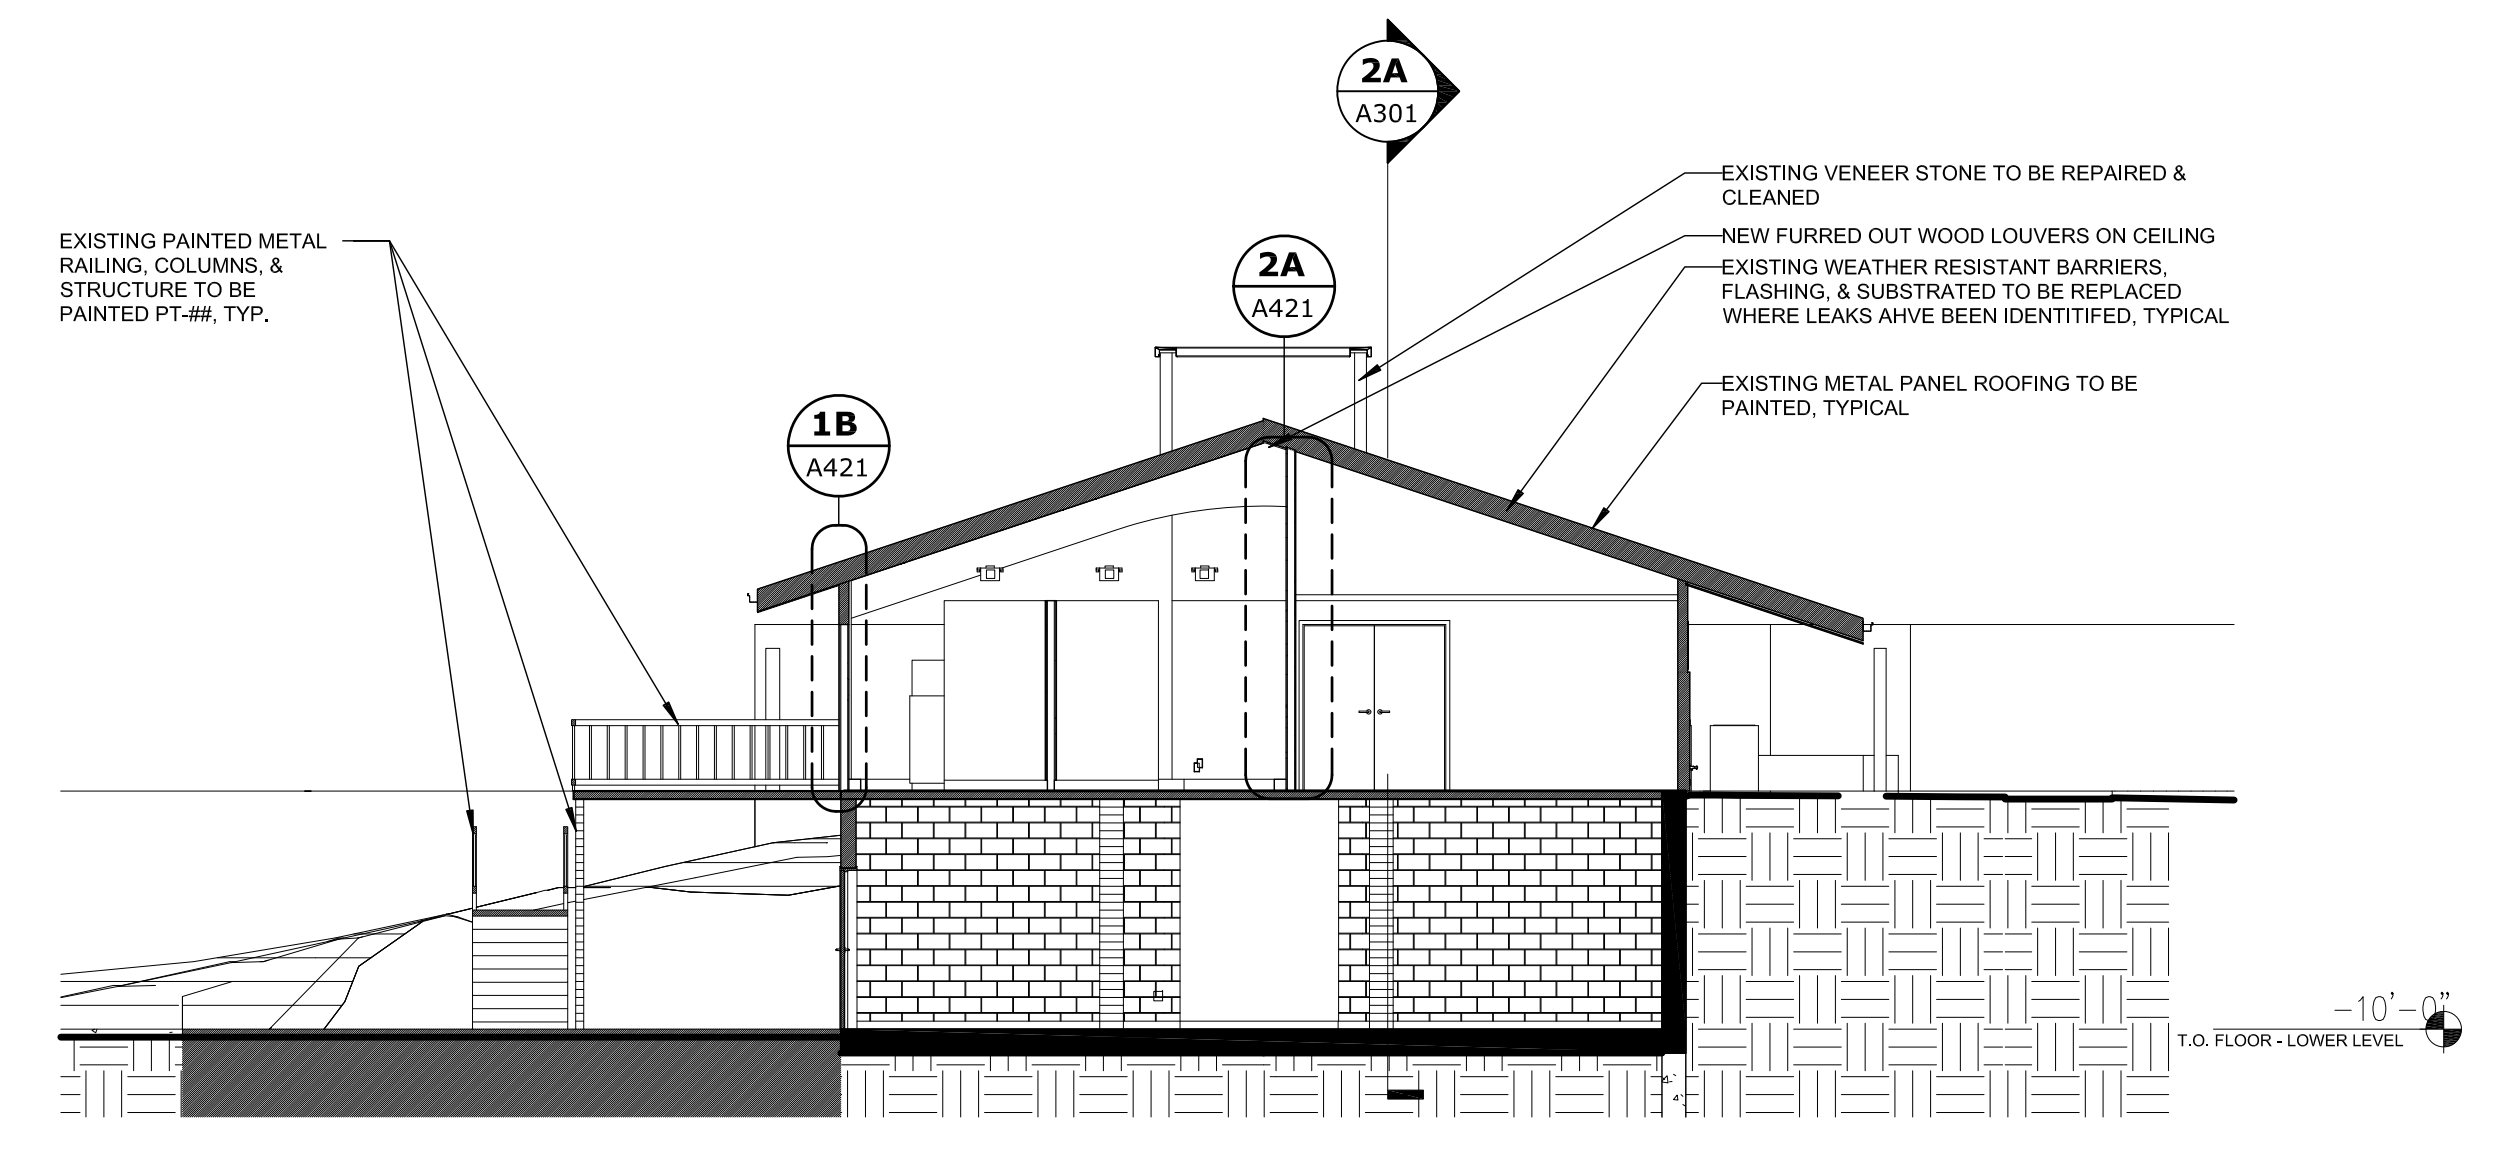 2A
A301
EXISTING VENEER STONE TO BE REPAIRED &
CLEANED
NEW FURRED OUT WOOD LOUVERS ON CEILING
EXISTING WEATHER RESISTANT BARRIERS,
FLASHING, & SUBSTRATED TO BE REPLACED
WHERE LEAKS AHVE BEEN IDENTITIFED, TYPICAL
EXISTING METAL PANEL ROOFING TO BE
PAINTED, TYPICAL
EXISTING PAINTED METAL
RAILING, COLUMNS, &
STRUCTURE TO BE
PAINTED PT-##, TYP.
2A
A421
1B
A421
-10'-0"
T.O. FLOOR - LOWER LEVEL